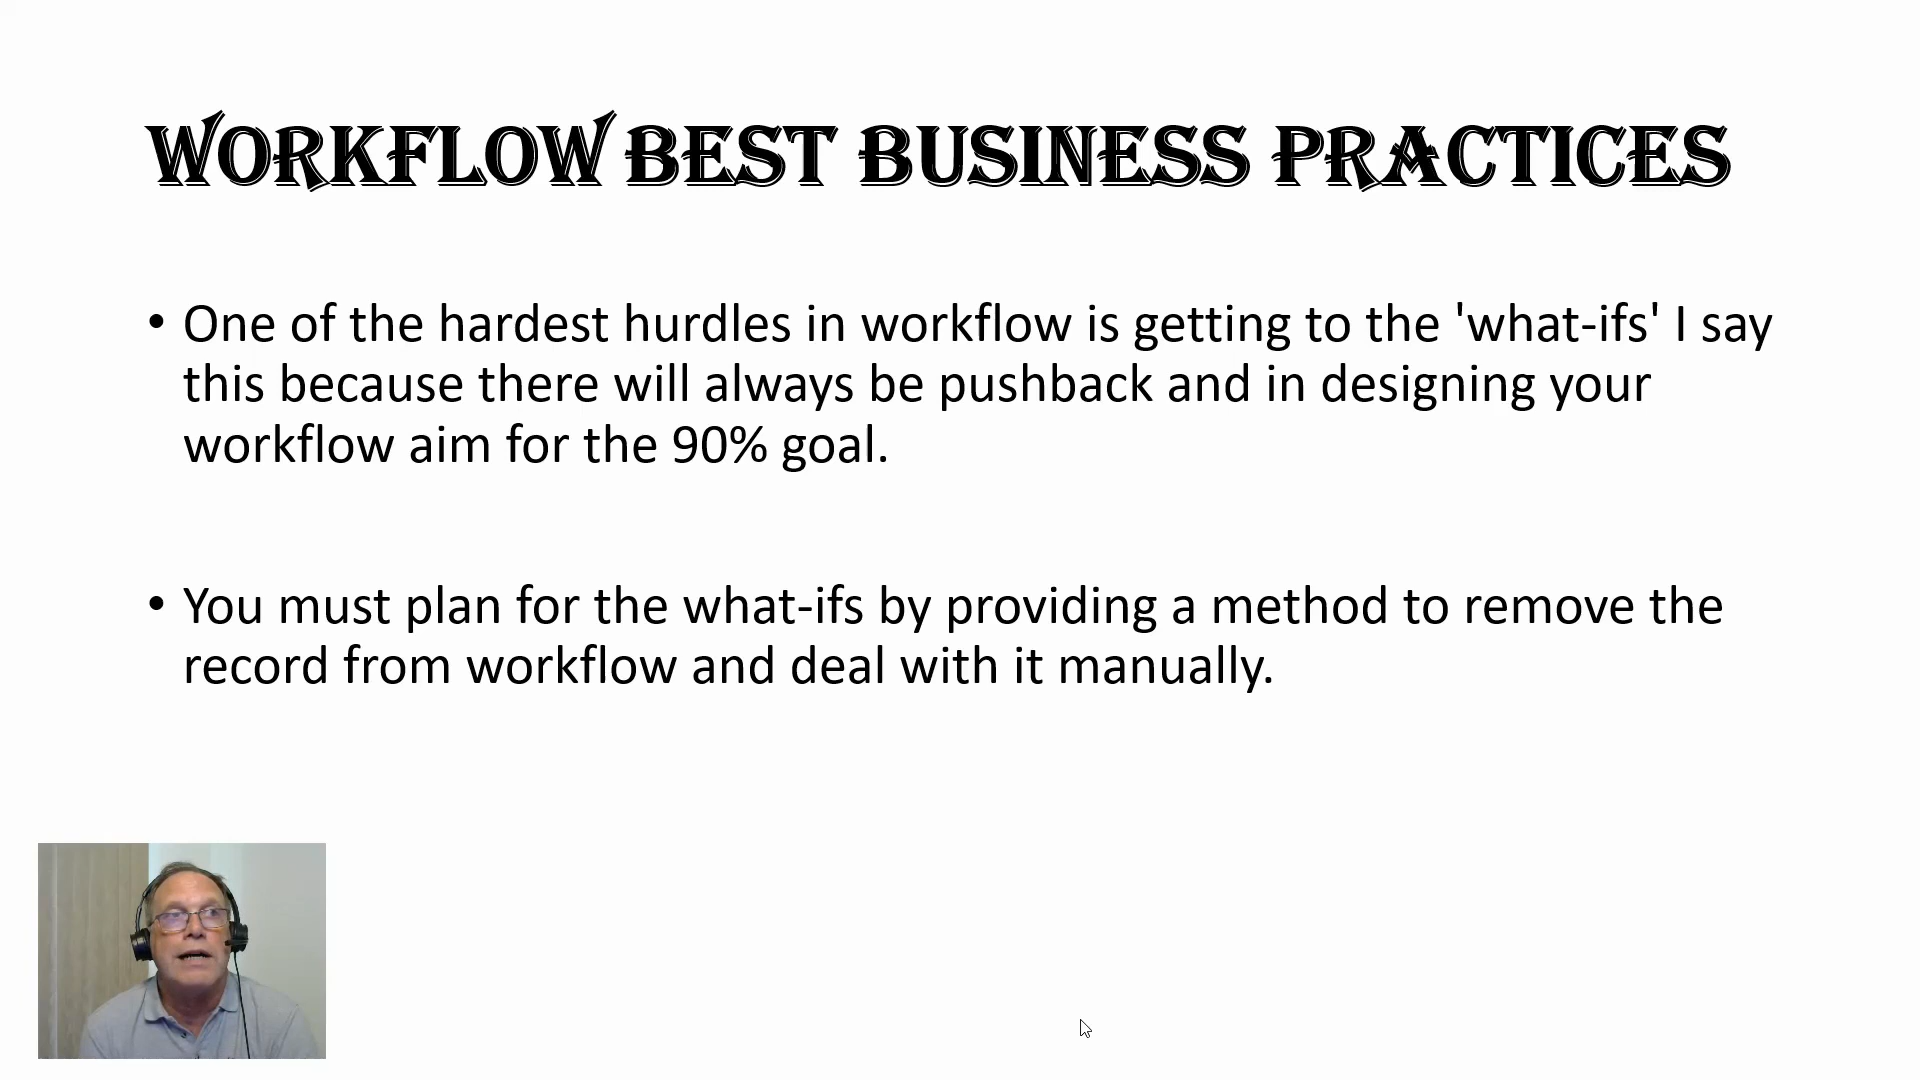 WORKFLOW BEST BUSINESS PRACTICES
• One of the hardest hurdles in workflow is getting to the 'what-ifs' I say
this because there will always be pushback and in designing your
workflow aim for the 90% goal.
• You must plan for the what-ifs by providing a method to remove the
record from workflow and deal with it manually.